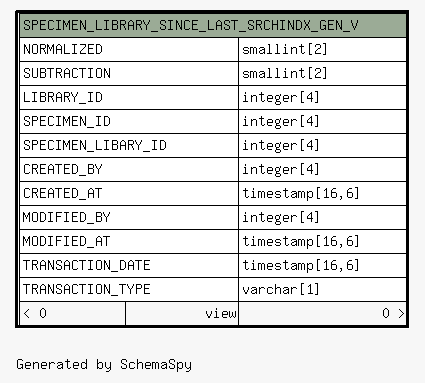 SPECIMEN_LIBRARY_SINCE_LAST_SRCHINDX_GEN_V
NORMALIZED smallint[2]
SUBTRACTION smallint[2]
LIBRARY_ID integer[4]
SPECIMEN_ID integer[4]
SPECIMEN_LIBARY_ID integer[4]
CREATED_BY integer[4]
CREATED_AT timestamp[16,6]
MODIFIED_BY integer[4]
MODIFIED_AT timestamp[16,6]
TRANSACTION_DATE timestamp[16,6]
TRANSACTION_TYPE varchar[1]
< 0 view 0 >
Generated by SchemaSpy